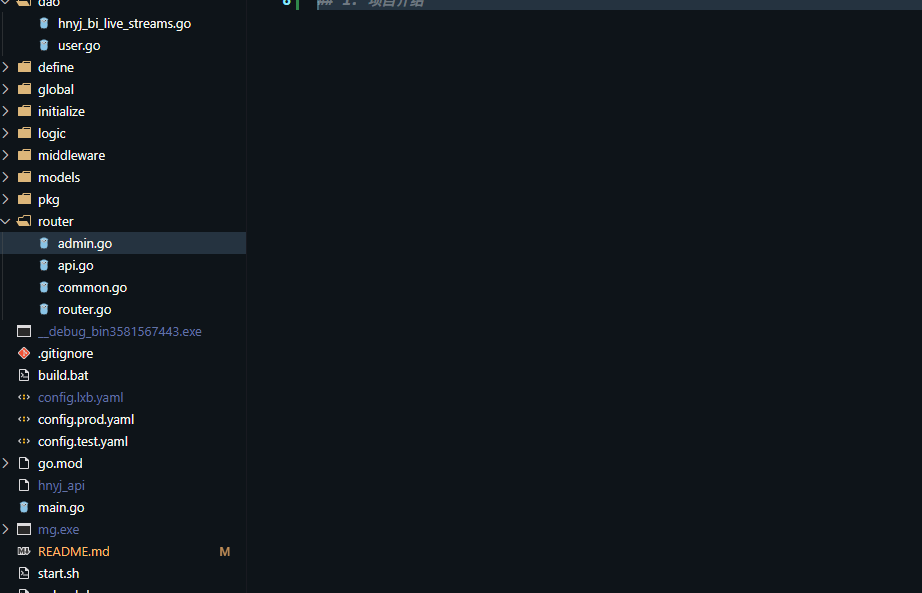 dao
8 ## 1. 项目介绍
hnyj_bi_live_streams.go
user.go
define
global
initialize
logic
middleware
models
pkg
router
admin.go
api.go
common.go
router.go
__debug_bin3581567443.exe
.gitignore
build.bat
config.lxb.yaml
config.prod.yaml
config.test.yaml
go.mod
hnyj_api
main.go
mg.exe
README.md M
start.sh